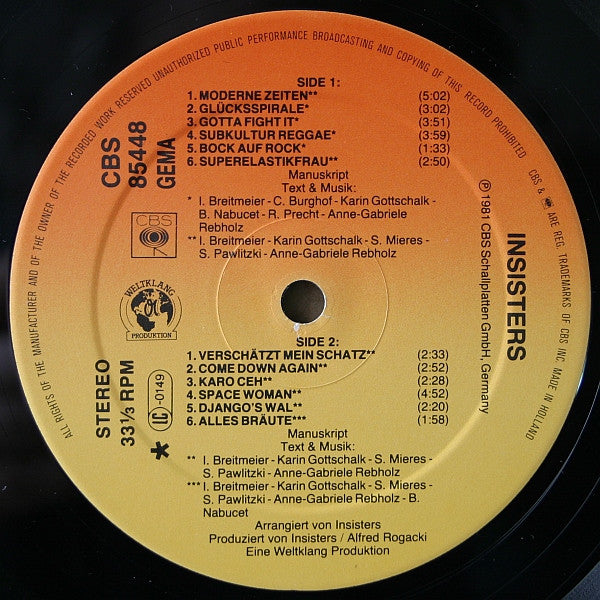 ALL RIGHTS OF THE MANUFACTURER AND OF THE OWNER OF THE RECORDED WORK RESERVED UNAUTHORIZED PUBLIC PERFORMANCE BROADCASTING AND COPYING OF THIS RECORD PROHIBITED
CBS & ARE REG. TRADEMARKS OF CBS INC. MADE IN HOLLAND
CBS
85448
GEMA
CBS
WELTKLANG
PRODUKTION
STEREO
33 1/3 RPM
LC-0149
*
SIDE 1:
1. MODERNE ZEITEN** (5:02)
2. GLÜCKSSPIRALE* (3:02)
3. GOTTA FIGHT IT* (3:51)
4. SUBKULTUR REGGAE* (3:59)
5. BOCK AUF ROCK* (1:33)
6. SUPERELASTIKFRAU** (2:50)
Manuskript
Text & Musik:
* I. Breitmeier - C. Burghof - Karin Gottschalk -
B. Nabucet - R. Precht - Anne-Gabriele
Rebholz
** I. Breitmeier - Karin Gottschalk - S. Mieres -
S. Pawlitzki - Anne-Gabriele Rebholz
SIDE 2:
1. VERSCHÄTZT MEIN SCHATZ** (2:33)
2. COME DOWN AGAIN** (2:52)
3. KARO CEH** (2:28)
4. SPACE WOMAN** (4:52)
5. DJANGO'S WAL** (2:20)
6. ALLES BRÄUTE*** (1:58)
Manuskript
Text & Musik:
** I. Breitmeier - Karin Gottschalk - S. Mieres -
S. Pawlitzki - Anne-Gabriele Rebholz
*** I. Breitmeier - Karin Gottschalk - S. Mieres -
S. Pawlitzki - Anne-Gabriele Rebholz - B.
Nabucet
Arrangiert von Insisters
Produziert von Insisters / Alfred Rogacki
Eine Weltklang Produktion
INSISTERS
℗ 1981 CBS Schallplatten GmbH, Germany